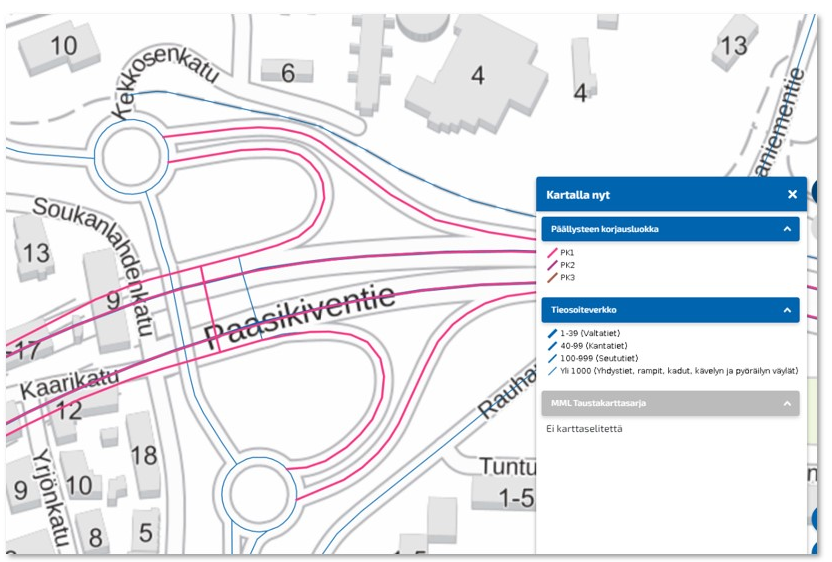 10
Kekkosenkatu
6
4
4
13
aniementie
Kartalla nyt
Päällysteen korjausluokka
PK1
PK2
PK3
Tieosoiteverkko
1-39 (Valtatiet)
40-99 (Kantatiet)
100-999 (Seututiet)
Yli 1000 (Yhdystiet, rampit, kadut, kävelyn ja pyöräilyn väylät)
MML Taustakarttasarja
Ei karttaselitettä
Soukanlahdenkatu
13
9
Paasikiventie
-17
Kaarikatu
12
Rauha
18
Yrjönkatu
9
10
8
5
Tuntu
1-5
1-5